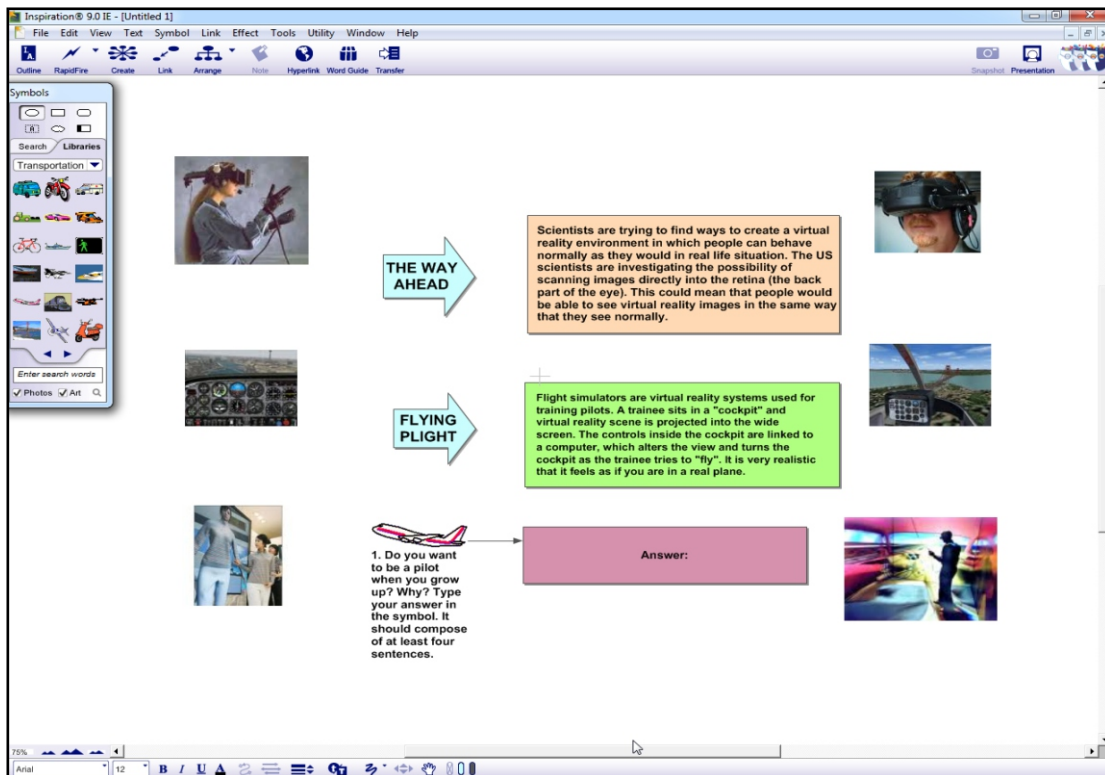 Inspiration® 9.0 IE - [Untitled 1]
File Edit View Text Symbol Link Effect Tools Utility Window Help
Outline RapidFire Create Link Arrange Note Hyperlink Word Guide Transfer Snapshot Presentation
Symbols
A
Search Libraries
Transportation
Enter search words
Photos Art
THE WAY
AHEAD
Scientists are trying to find ways to create a virtual
reality environment in which people can behave
normally as they would in real life situation. The US
scientists are investigating the possibility of
scanning images directly into the retina (the back
part of the eye). This could mean that people would
be able to see virtual reality images in the same way
that they see normally.
FLYING
PLIGHT
Flight simulators are virtual reality systems used for
training pilots. A trainee sits in a "cockpit" and
virtual reality scene is projected into the wide
screen. The controls inside the cockpit are linked to
a computer, which alters the view and turns the
cockpit as the trainee tries to "fly". It is very realistic
that it feels as if you are in a real plane.
1. Do you want
to be a pilot
when you grow
up? Why? Type
your answer in
the symbol. It
should compose
of at least four
sentences.
Answer:
75%
Arial 12 B I U A